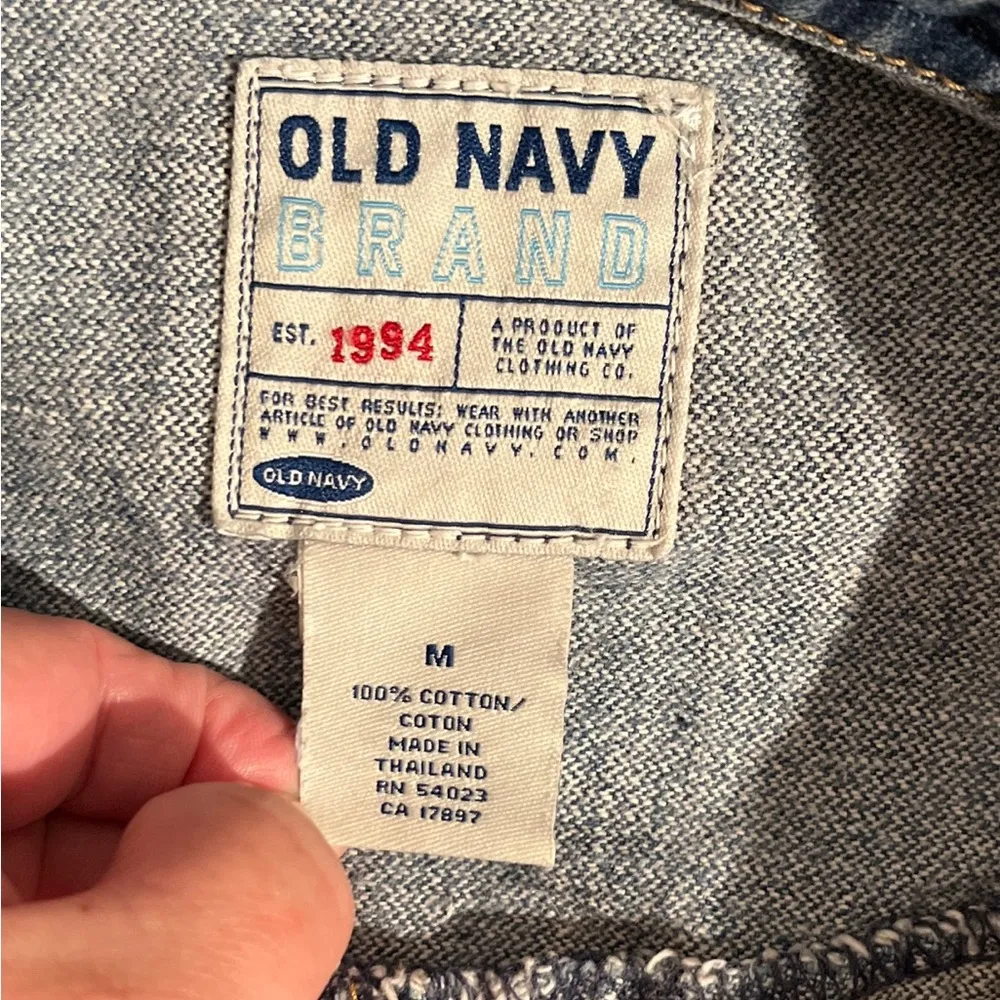 OLD NAVY
BRAND
EST. 1994
A PRODUCT OF
THE OLD NAVY
CLOTHING CO.
FOR BEST RESULTS: WEAR WITH ANOTHER
ARTICLE OF OLD NAVY CLOTHING OR SHOP
WWW.OLDNAVY.COM.
OLD NAVY
M
100% COTTON/
COTON
MADE IN
THAILAND
RN 54023
CA 17897